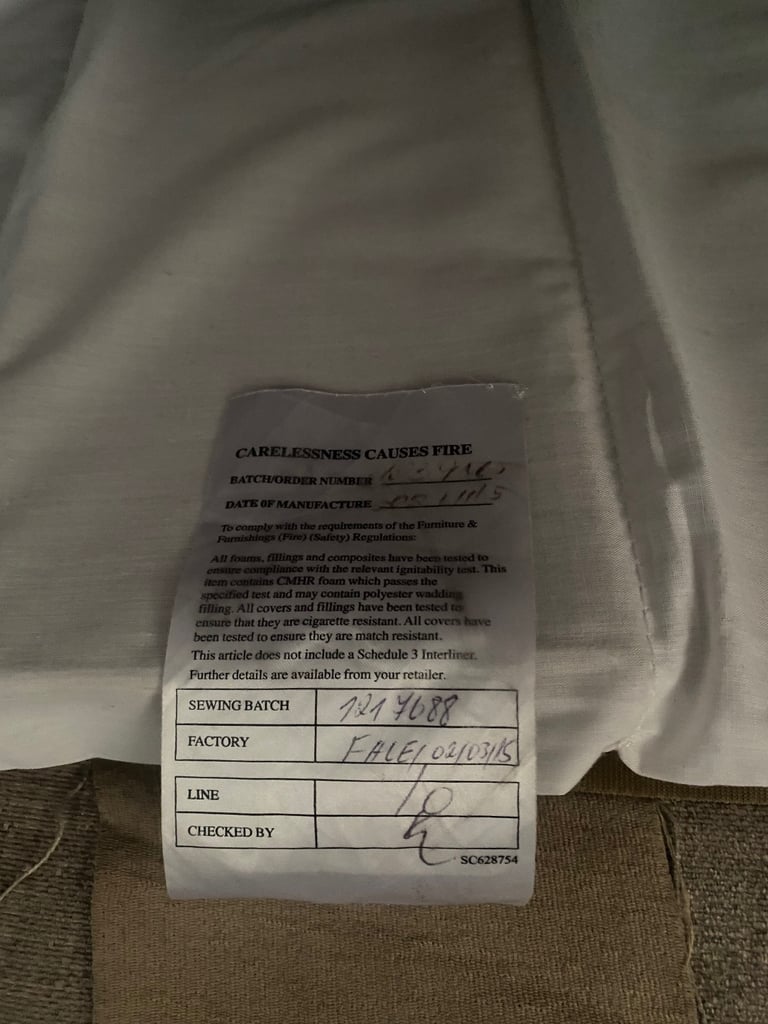 CARELESSNESS CAUSES FIRE
BATCH/ORDER NUMBER
DATE OF MANUFACTURE
To comply with the requirements of the Furniture &
Furnishings (Fire) (Safety) Regulations:
All foams, fillings and composites have been tested to
ensure compliance with the relevant ignitability test. This
item contains CMHR foam which passes the
specified test and may contain polyester wadding
filling. All covers and fillings have been tested to
ensure that they are cigarette resistant. All covers have
been tested to ensure they are match resistant.
This article does not include a Schedule 3 Interliner.
Further details are available from your retailer.
SEWING BATCH 1217688
FACTORY 02/03/15
LINE
CHECKED BY
SC628754